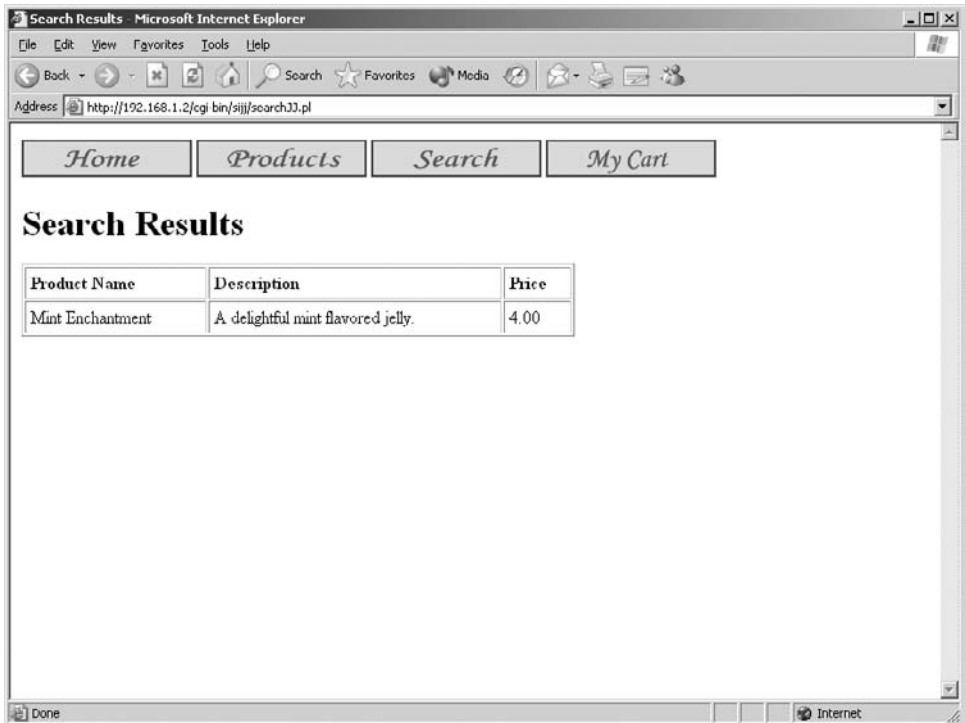 Search Results - Microsoft Internet Explorer
File Edit View Favorites Tools Help
Back Search Favorites Media
Address http://192.168.1.2/cgi-bin/sijj/searchJJ.pl
Home Products Search My Cart
Search Results
Product Name Description Price
Mint Enchantment A delightful mint flavored jelly. 4.00
Done Internet